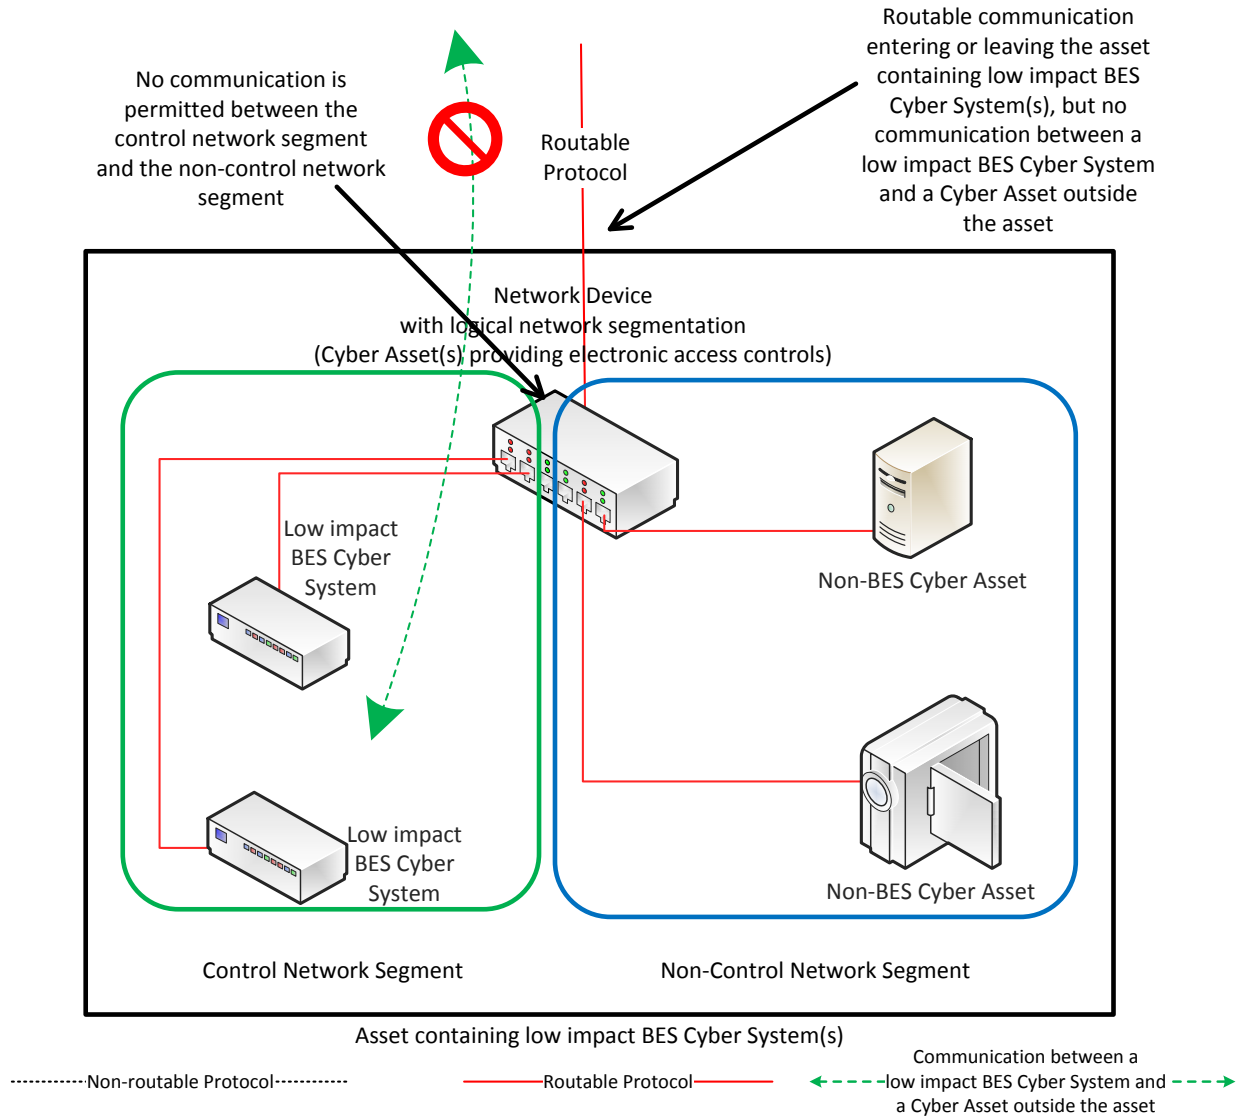 No communication is
permitted between the
control network segment
and the non-control network
segment
Routable
Protocol
Routable communication
entering or leaving the asset
containing low impact BES
Cyber System(s), but no
communication between a
low impact BES Cyber System
and a Cyber Asset outside
the asset
Network Device
with logical network segmentation
(Cyber Asset(s) providing electronic access controls)
Low impact
BES Cyber
System
Low impact
BES Cyber
System
Non-BES Cyber Asset
Non-BES Cyber Asset
Control Network Segment
Non-Control Network Segment
Asset containing low impact BES Cyber System(s)
Non-routable Protocol
Routable Protocol
Communication between a
low impact BES Cyber System and
a Cyber Asset outside the asset